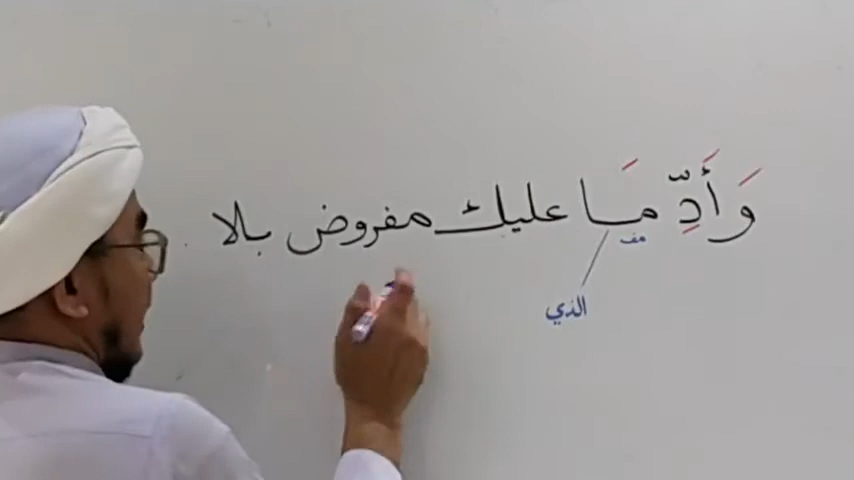 وَأَدِّ مَا عليك مفروض بلا
مف
الذي